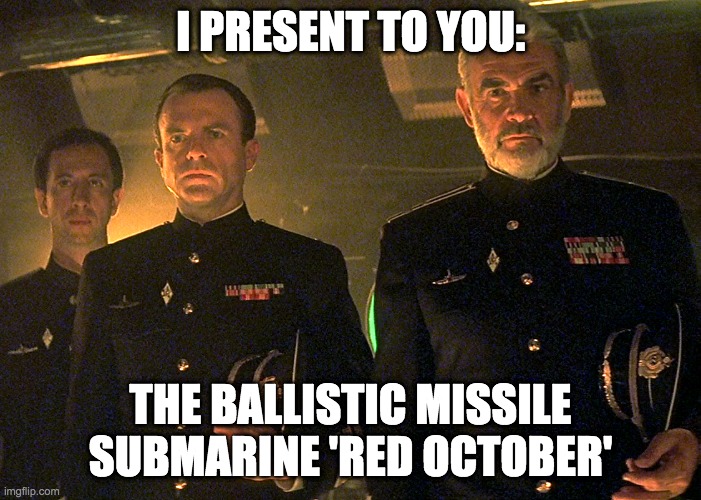 I PRESENT TO YOU:
THE BALLISTIC MISSILE
SUBMARINE 'RED OCTOBER'
imgflip.com